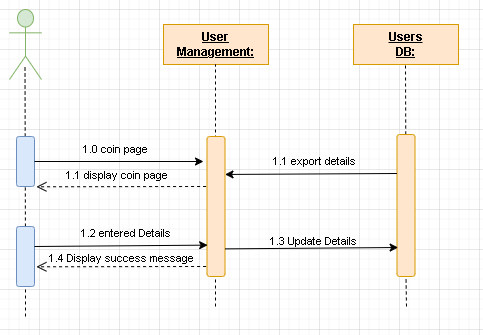 User
Management:
Users
DB:
1.0 coin page
1.1 export details
1.1 display coin page
1.2 entered Details
1.3 Update Details
1.4 Display success message